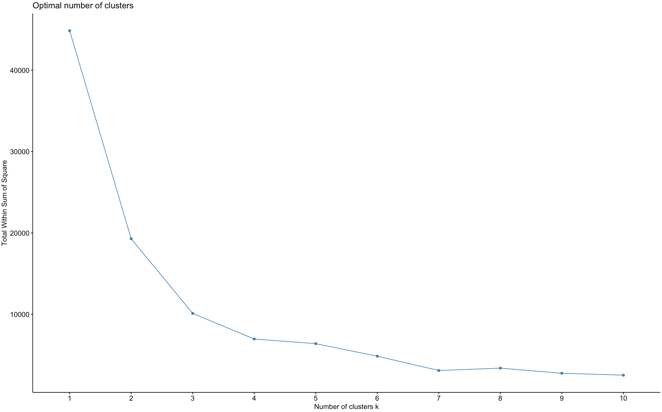 Optimal number of clusters
Total Within Sum of Square
40000
30000
20000
10000
1 2 3 4 5 6 7 8 9 10
Number of clusters k